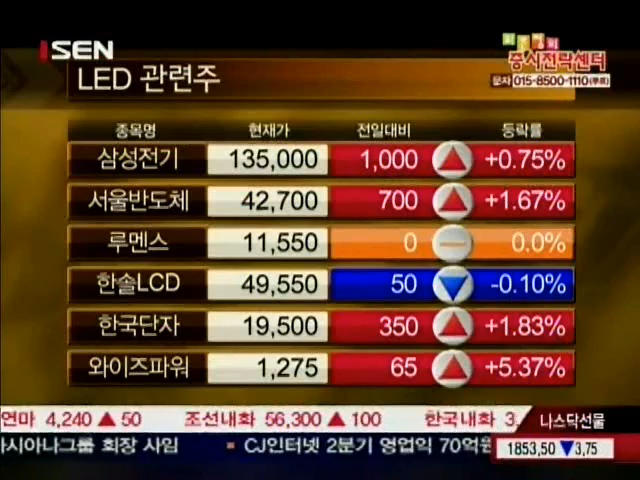 SEN
증시전략센터
문자 015-8500-1110(무료)
LED 관련주
종목명 현재가 전일대비 등락률
삼성전기 135,000 1,000 ▲ +0.75%
서울반도체 42,700 700 ▲ +1.67%
루멘스 11,550 0 - 0.0%
한솔LCD 49,550 50 ▼ -0.10%
한국단자 19,500 350 ▲ +1.83%
와이즈파워 1,275 65 ▲ +5.37%
연마 4,240 ▲ 50 조선내화 56,300 ▲ 100 한국내화 3. 나스닥선물
아시아나그룹 회장 사임 ▪ CJ인터넷 2분기 영업익 70억원 1853,50 ▼3,75